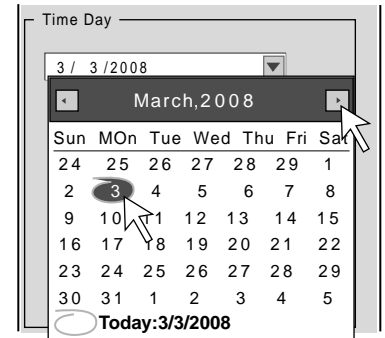 Time Day
3 / 3 /2008
March,2008
Sun MOn Tue Wed Thu Fri Sat
24 25 26 27 28 29 1
2 3 4 5 6 7 8
9 10 11 12 13 14 15
16 17 18 19 20 21 22
23 24 25 26 27 28 29
30 31 1 2 3 4 5
Today:3/3/2008